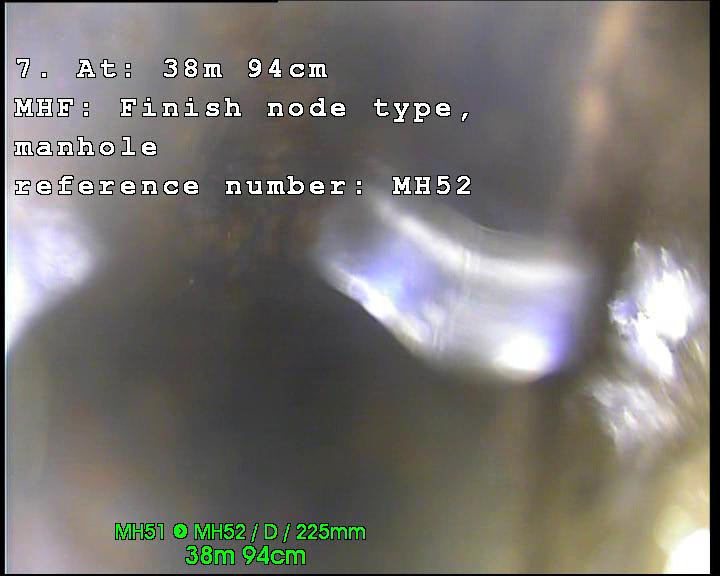 7. At: 38m 94cm
MHF: Finish node type,
manhole
reference number: MH52
MH51 → MH52 / D / 225mm
38m 94cm